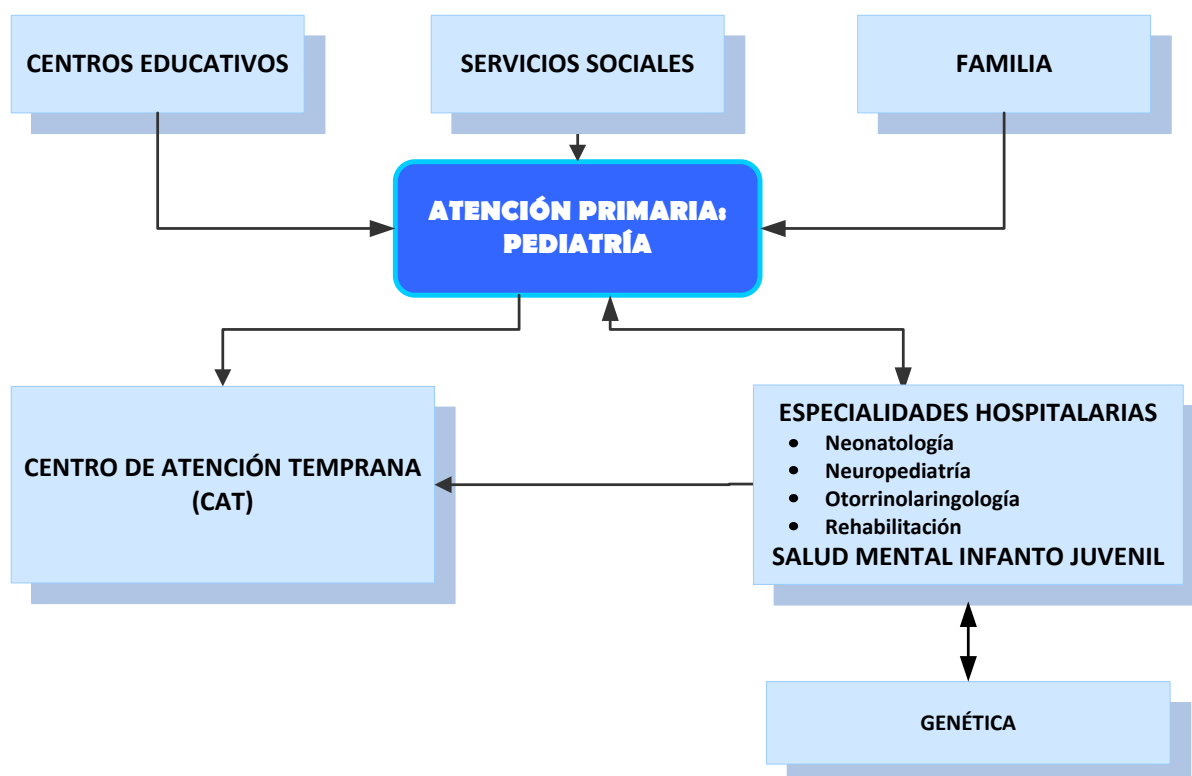 CENTROS EDUCATIVOS
SERVICIOS SOCIALES
FAMILIA
ATENCIÓN PRIMARIA:
PEDIATRÍA
CENTRO DE ATENCIÓN TEMPRANA
(CAT)
ESPECIALIDADES HOSPITALARIAS
• Neonatología
• Neuropediatría
• Otorrinolaringología
• Rehabilitación
SALUD MENTAL INFANTO JUVENIL
GENÉTICA